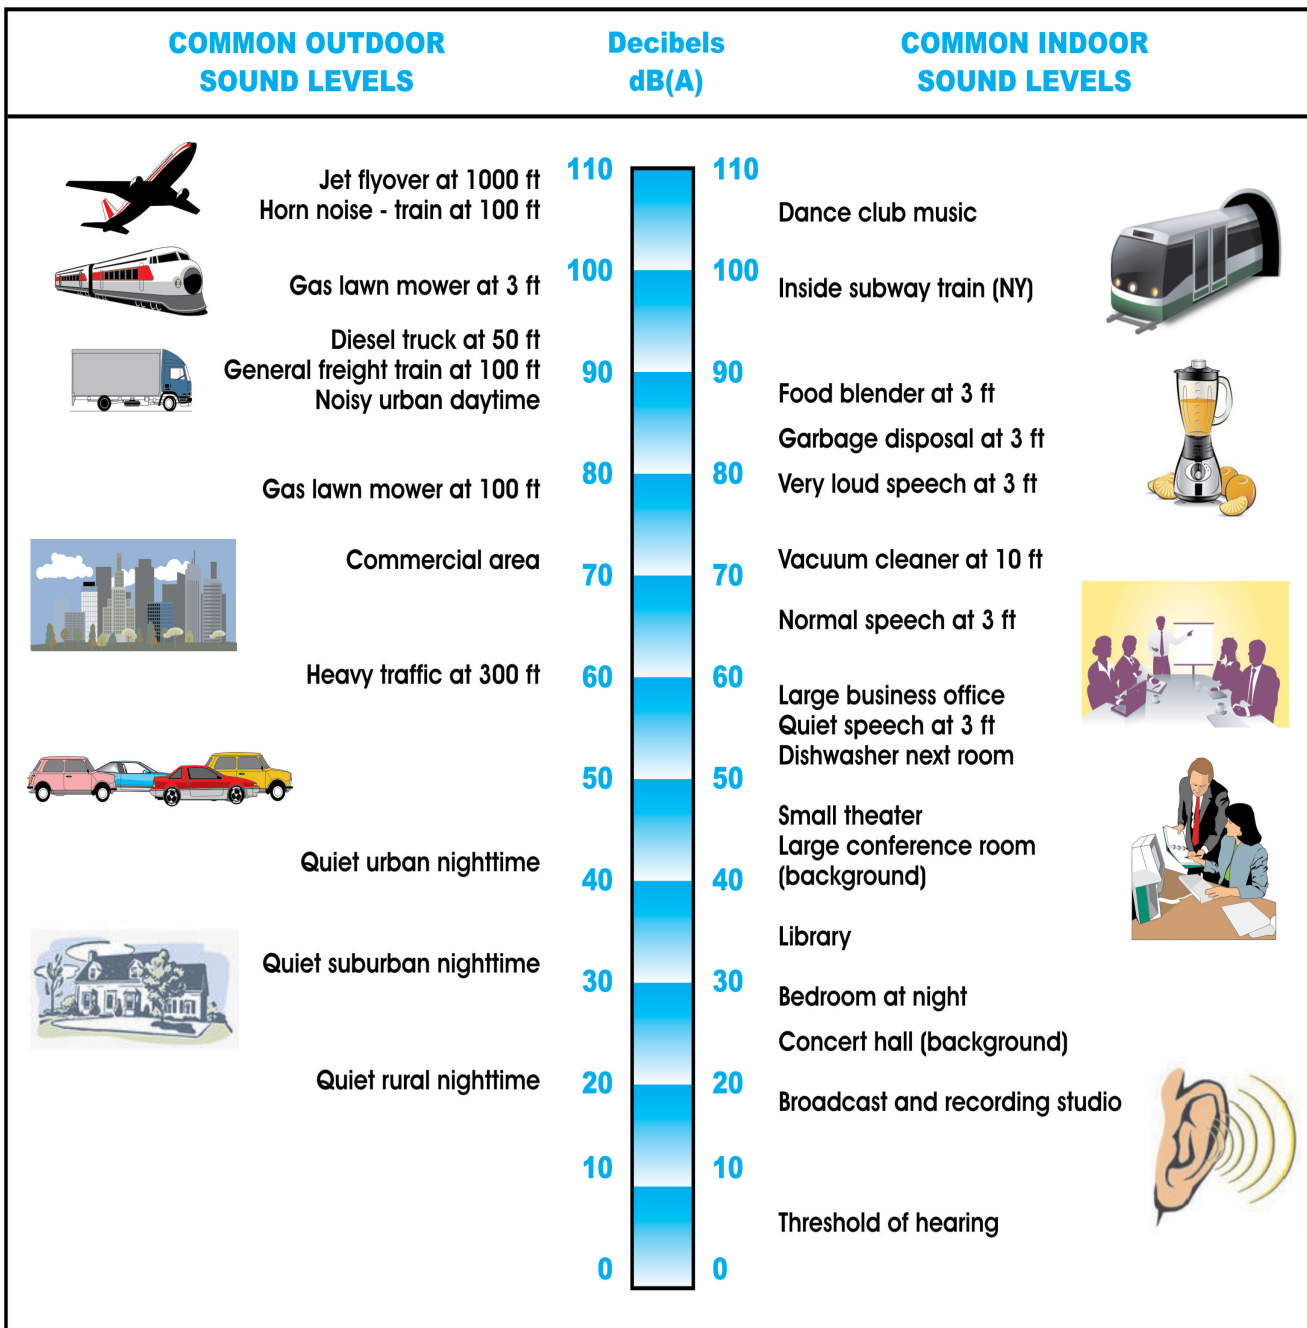 COMMON OUTDOOR
SOUND LEVELS
Decibels
dB(A)
COMMON INDOOR
SOUND LEVELS
110 110
Jet flyover at 1000 ft
Horn noise - train at 100 ft
Dance club music
100 100
Gas lawn mower at 3 ft
Inside subway train (NY)
Diesel truck at 50 ft
General freight train at 100 ft
90 90
Noisy urban daytime
Food blender at 3 ft
Garbage disposal at 3 ft
80 80
Gas lawn mower at 100 ft
Very loud speech at 3 ft
Commercial area
Vacuum cleaner at 10 ft
70 70
Normal speech at 3 ft
Heavy traffic at 300 ft
60 60
Large business office
Quiet speech at 3 ft
Dishwasher next room
50 50
Small theater
Large conference room
(background)
Quiet urban nighttime
40 40
Library
Quiet suburban nighttime
30 30
Bedroom at night
Concert hall (background)
Quiet rural nighttime
20 20
Broadcast and recording studio
10 10
Threshold of hearing
0 0